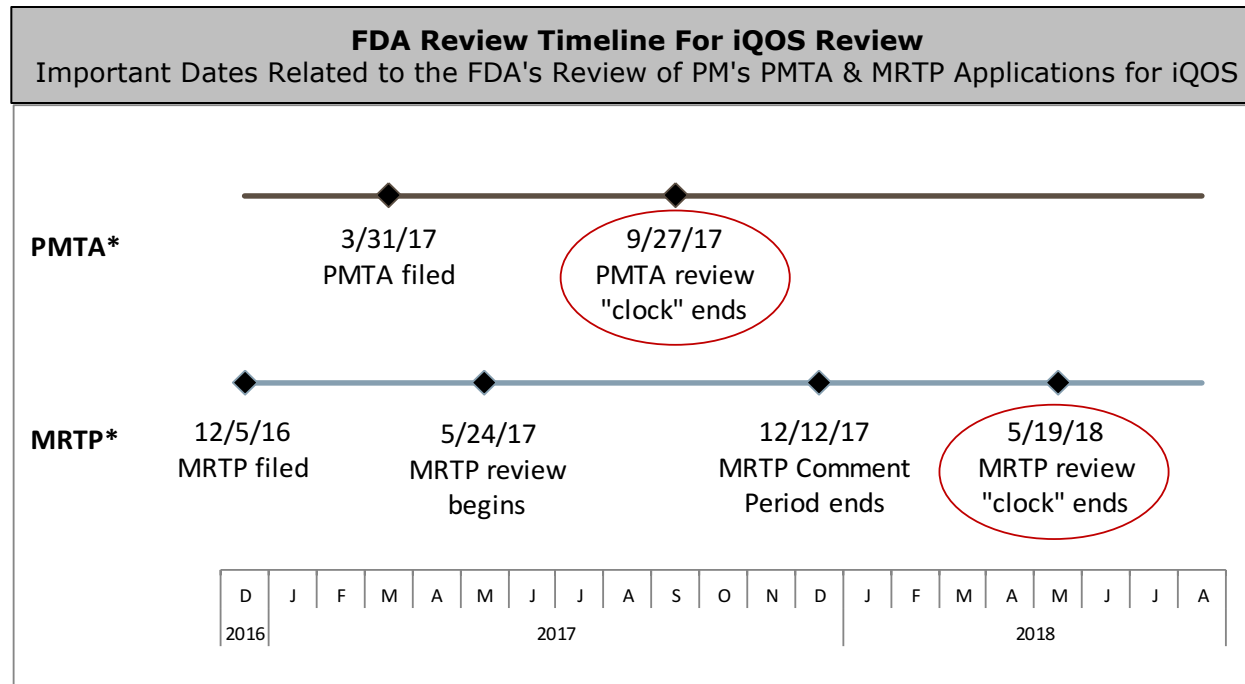 FDA Review Timeline For iQOS Review
Important Dates Related to the FDA's Review of PM's PMTA & MRTP Applications for iQOS
PMTA*
3/31/17
PMTA filed
9/27/17
PMTA review
"clock" ends
MRTP*
12/5/16
MRTP filed
5/24/17
MRTP review
begins
12/12/17
MRTP Comment
Period ends
5/19/18
MRTP review
"clock" ends
D J F M A M J J A S O N D J F M A M J J A
2016 2017 2018